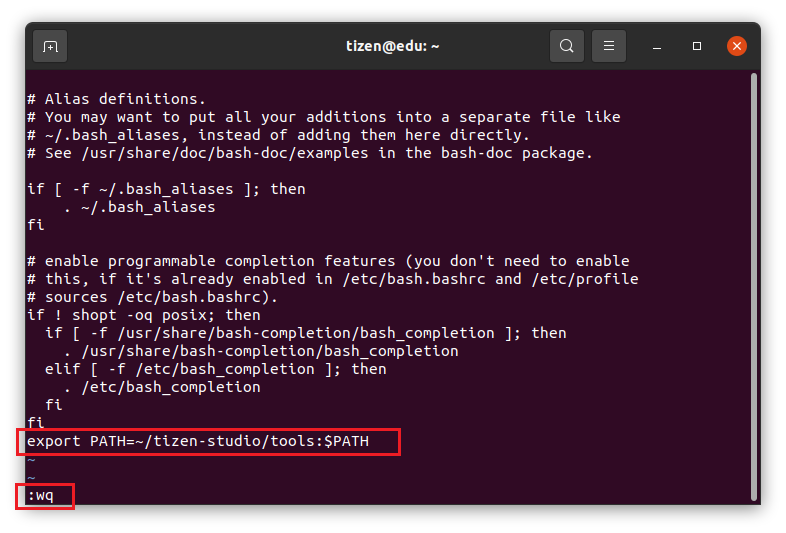 tizen@edu: ~
# Alias definitions.
# You may want to put all your additions into a separate file like
# ~/.bash_aliases, instead of adding them here directly.
# See /usr/share/doc/bash-doc/examples in the bash-doc package.
if [ -f ~/.bash_aliases ]; then
    . ~/.bash_aliases
fi
# enable programmable completion features (you don't need to enable
# this, if it's already enabled in /etc/bash.bashrc and /etc/profile
# sources /etc/bash.bashrc).
if ! shopt -oq posix; then
  if [ -f /usr/share/bash-completion/bash_completion ]; then
    . /usr/share/bash-completion/bash_completion
  elif [ -f /etc/bash_completion ]; then
    . /etc/bash_completion
  fi
fi
export PATH=~/tizen-studio/tools:$PATH
~
~
:wq